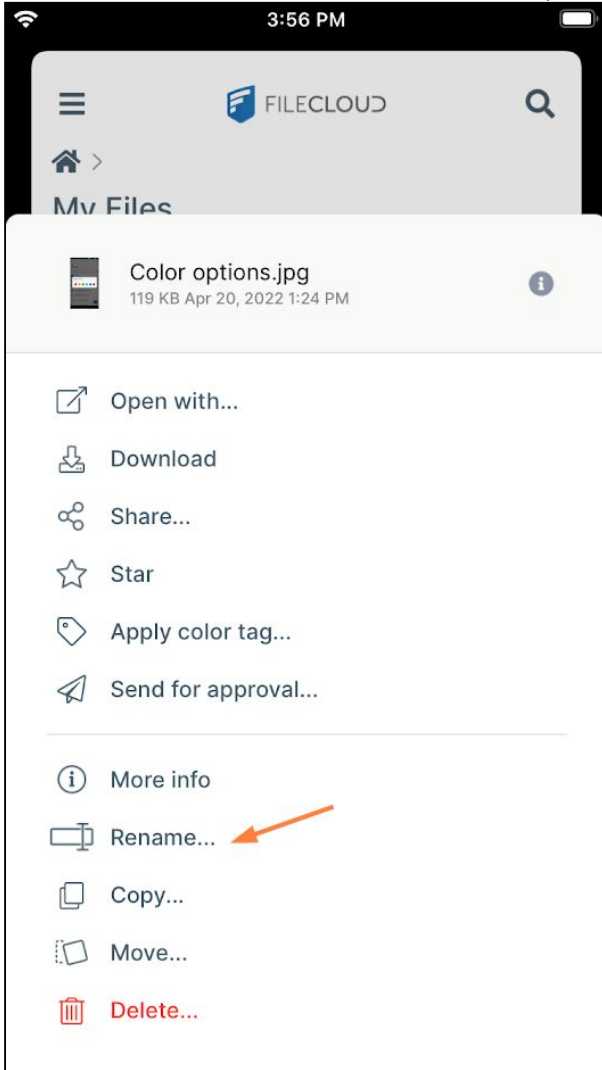 3:56 PM
FILECLOUD
My Files
Color options.jpg
119 KB Apr 20, 2022 1:24 PM
Open with...
Download
Share...
Star
Apply color tag...
Send for approval...
More info
Rename...
Copy...
Move...
Delete...